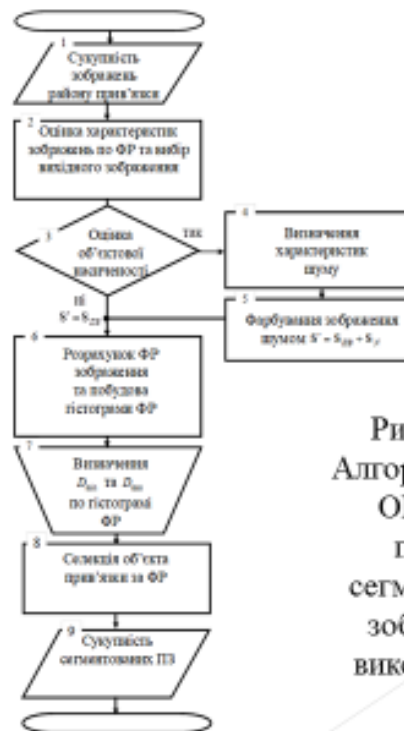 1
Сукупність
зображень
району прив'язки
2
Оцінка характеристик
зображень по ФР та вибір
вихідного зображення
3
Оцінка
об'єктової
насиченості
так
4
Визначення
характеристик
шуму
5
Фарбування зображення
шумом
ні
6
Розрахунок ФР
зображення
та побудова
гістограми ФР
7
Визначення
та
по гістограмі
ФР
8
Селекція об'єкта
прив'язки за ФР
9
Сукупність
сегментованих ПЗ
Ри
Алгор
сегм
зоб
вик